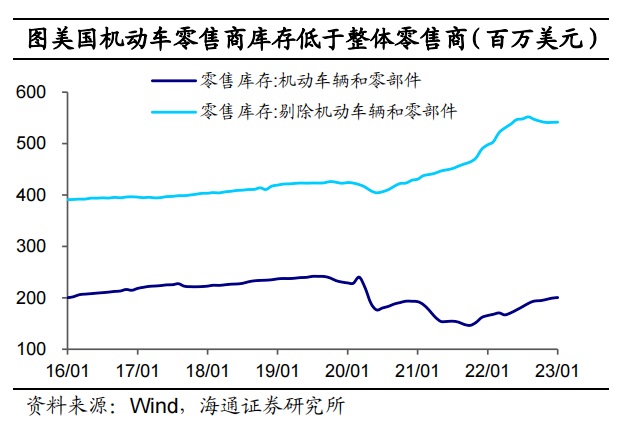 图美国机动车零售商库存低于整体零售商（百万美元）
零售库存:机动车辆和零部件
零售库存:剔除机动车辆和零部件
600
500
400
300
200
100
16/01 17/01 18/01 19/01 20/01 21/01 22/01 23/01
资料来源：Wind，海通证券研究所